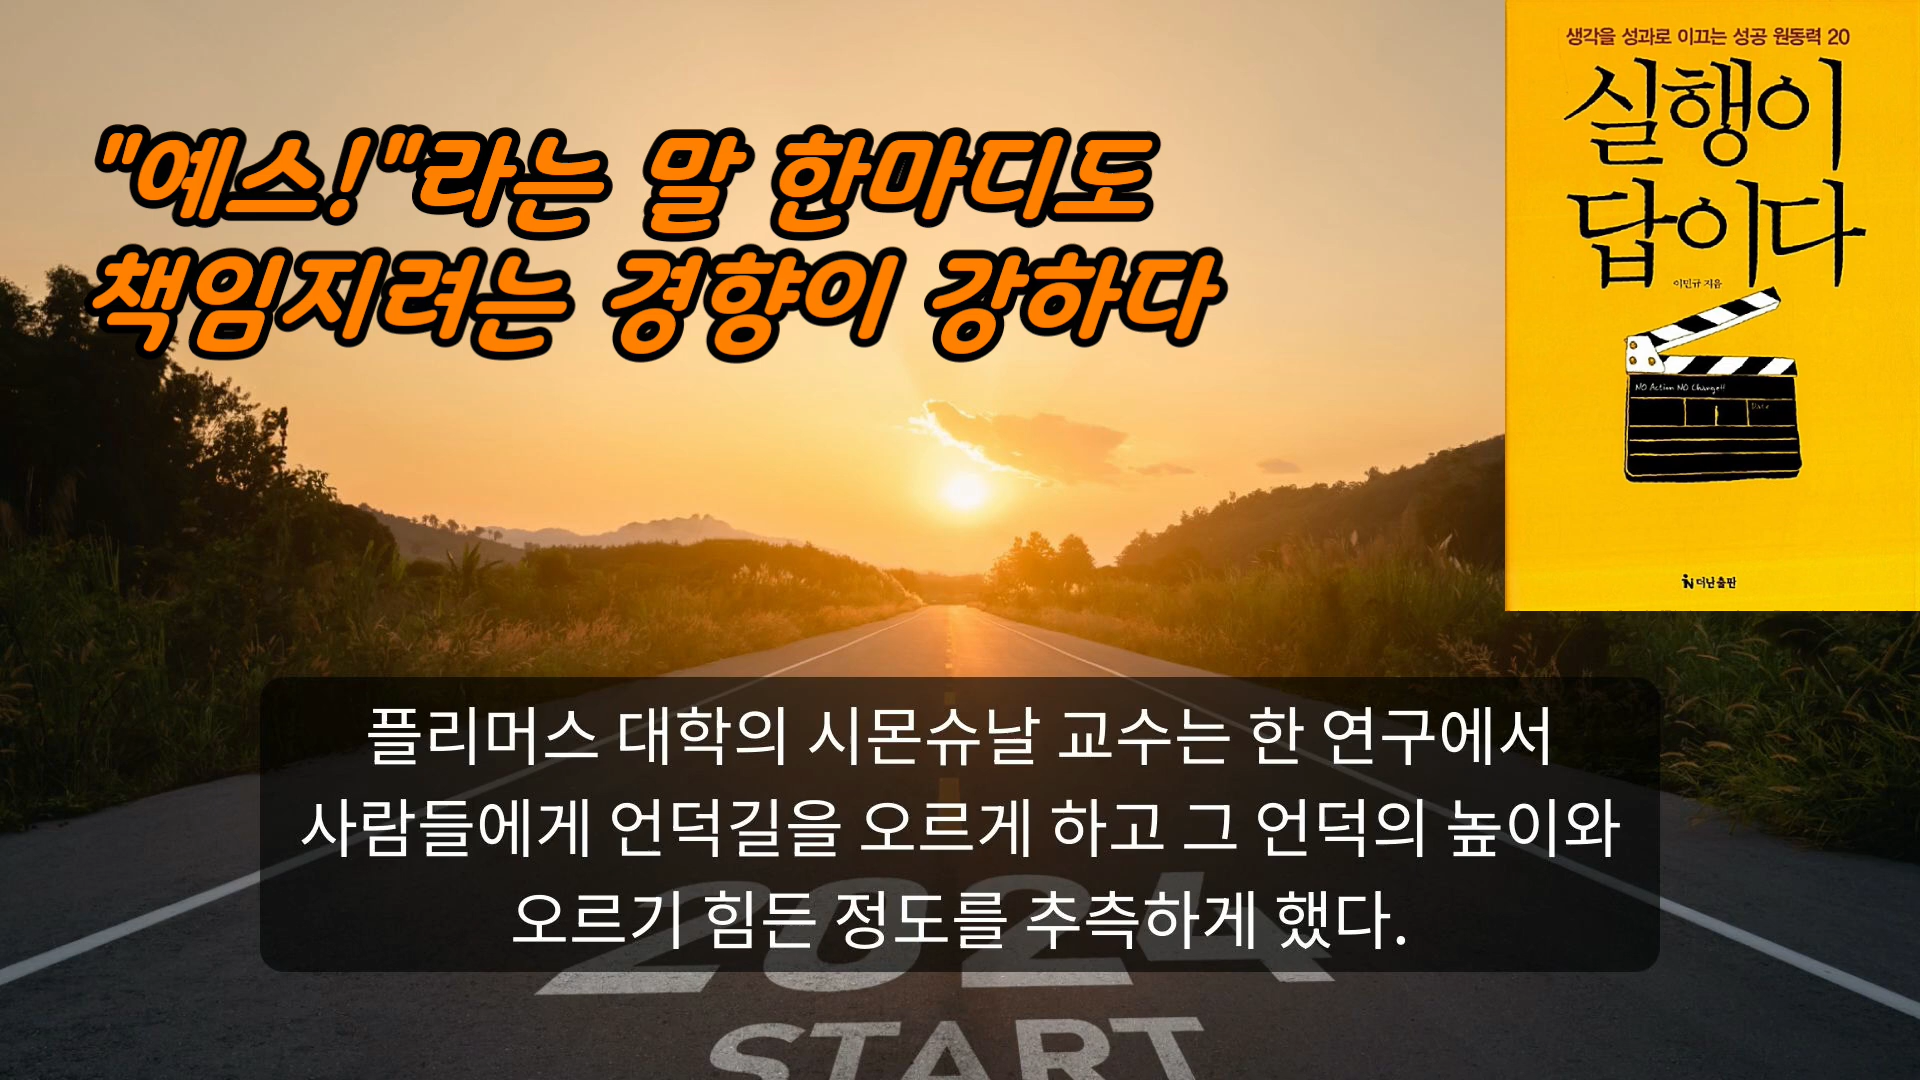 "예스!"라는 말 한마디도
책임지려는 경향이 강하다
생각을 성과로 이끄는 성공 원동력 20
실행이
답이다
이민규 지음
NO Action NO Change!!
Date
더난출판
플리머스 대학의 시몬슈날 교수는 한 연구에서
사람들에게 언덕길을 오르게 하고 그 언덕의 높이와
오르기 힘든 정도를 추측하게 했다.
2024
START